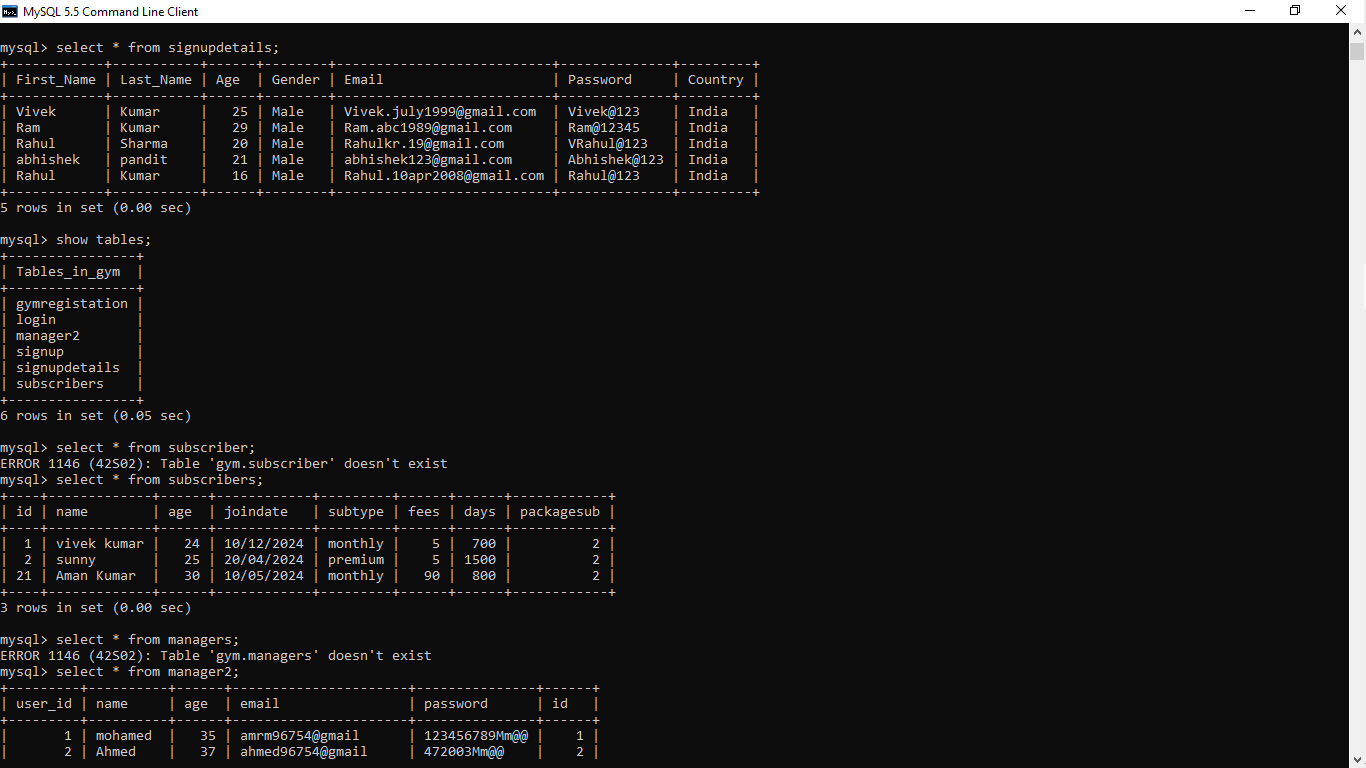 MySQL 5.5 Command Line Client
mysql> select * from signupdetails;
+------------+-----------+------+--------+--------------------------+--------------+---------+
| First_Name | Last_Name | Age  | Gender | Email                    | Password     | Country |
+------------+-----------+------+--------+--------------------------+--------------+---------+
| Vivek      | Kumar     |   25 | Male   | Vivek.july1999@gmail.com | Vivek@123    | India   |
| Ram        | Kumar     |   29 | Male   | Ram.abc1989@gmail.com    | Ram@12345    | India   |
| Rahul      | Sharma    |   20 | Male   | Rahulkr.19@gmail.com     | VRahul@123   | India   |
| abhishek   | pandit    |   21 | Male   | abhishek123@gmail.com    | Abhishek@123 | India   |
| Rahul      | Kumar     |   16 | Male   | Rahul.10apr2008@gmail.com | Rahul@123    | India   |
+------------+-----------+------+--------+--------------------------+--------------+---------+
5 rows in set (0.00 sec)
mysql> show tables;
+----------------+
| Tables_in_gym  |
+----------------+
| gymregistation |
| login          |
| manager2       |
| signup         |
| signupdetails  |
| subscribers    |
+----------------+
6 rows in set (0.05 sec)
mysql> select * from subscriber;
ERROR 1146 (42S02): Table 'gym.subscriber' doesn't exist
mysql> select * from subscribers;
+----+-------------+------+------------+---------+------+------+------------+
| id | name        | age  | joindate   | subtype | fees | days | packagesub |
+----+-------------+------+------------+---------+------+------+------------+
|  1 | vivek kumar |   24 | 10/12/2024 | monthly |    5 |  700 |          2 |
|  2 | sunny       |   25 | 20/04/2024 | premium |    5 | 1500 |          2 |
| 21 | Aman Kumar  |   30 | 10/05/2024 | monthly |   90 |  800 |          2 |
+----+-------------+------+------------+---------+------+------+------------+
3 rows in set (0.00 sec)
mysql> select * from managers;
ERROR 1146 (42S02): Table 'gym.managers' doesn't exist
mysql> select * from manager2;
+---------+----------+------+----------------------+---------------+------+
| user_id | name     | age  | email                | password      | id   |
+---------+----------+------+----------------------+---------------+------+
|       1 | mohamed  |   35 | amrm96754@gmail      | 123456789Mm@@ |    1 |
|       2 | Ahmed    |   37 | ahmed96754@gmail     | 472003Mm@@    |    2 |